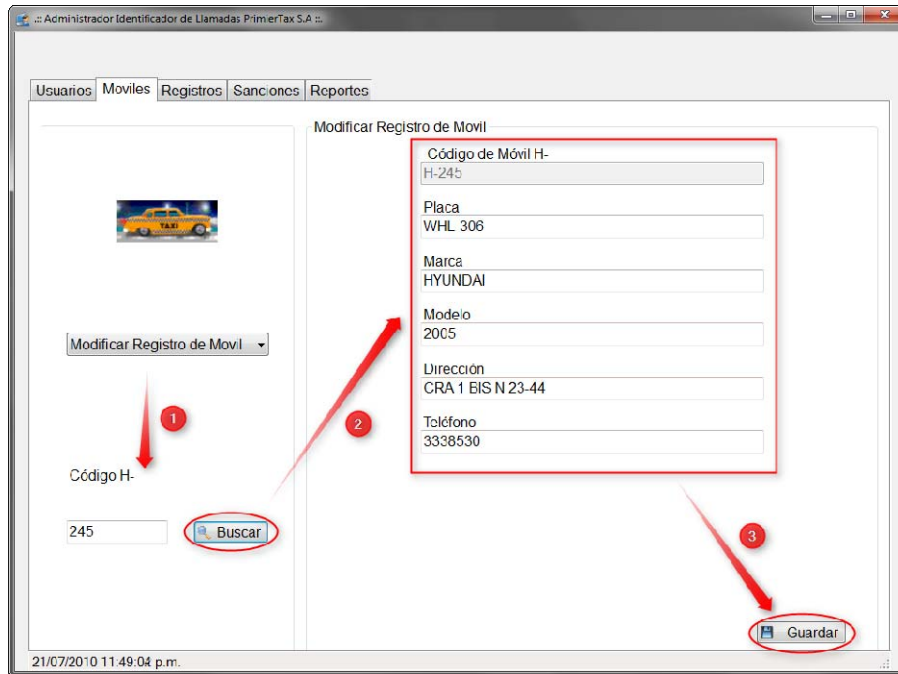 .:: Administrador Identificador de Llamadas PrimerTax S.A ::.
Usuarios Moviles Registros Sanciones Reportes
Modificar Registro de Movil
Código de Móvil H-
H-245
Placa
WHL 306
Marca
HYUNDAI
Modelo
2005
Dirección
CRA 1 BIS N 23-44
Teléfono
3338530
TAXI
Modificar Registro de Movil
1
2
Código H-
245
Buscar
3
Guardar
21/07/2010 11:49:04 p.m.